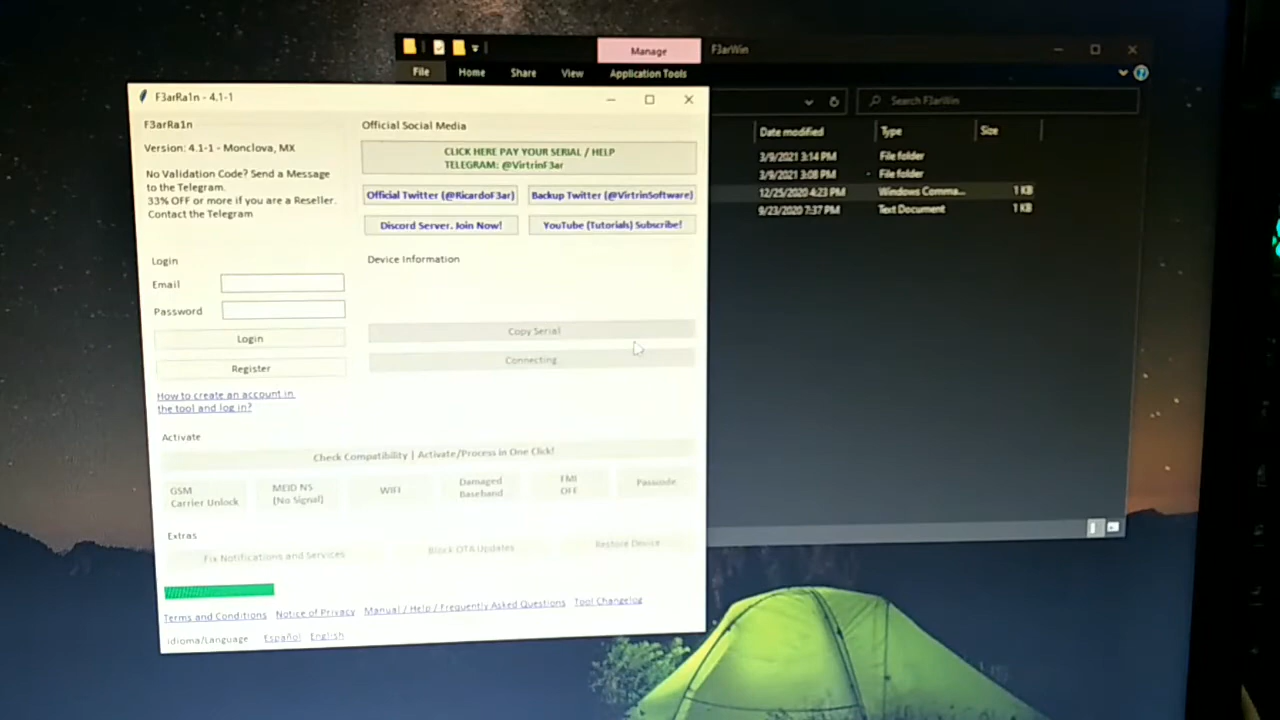 Manage
F3arWin
File
Home
Share
View
Application Tools
Search F3arWin
Date modified
Type
Size
3/9/2021 3:14 PM
File folder
3/9/2021 3:08 PM
File folder
12/25/2020 4:23 PM
Windows Comma...
1 KB
9/23/2020 7:37 PM
Text Document
1 KB
F3arRa1n - 4.1-1
F3arRa1n
Version: 4.1-1 - Monclova, MX
No Validation Code? Send a Message
to the Telegram.
33% OFF or more if you are a Reseller.
Contact the Telegram
Official Social Media
CLICK HERE PAY YOUR SERIAL / HELP
TELEGRAM: @VirtrinF3ar
Official Twitter (@RicardoF3ar)
Backup Twitter (@VirtrinSoftware)
Discord Server. Join Now!
YouTube (Tutorials) Subscribe!
Login
Email
Password
Login
Register
How to create an account in
the tool and log in?
Device Information
Copy Serial
Connecting
Activate
Check Compatibility | Activate/Process in One Click!
GSM
Carrier Unlock
MEID NS
(No Signal)
WIFI
Damaged
Baseband
FMI
OFF
Passcode
Extras
Fix Notifications and Services
Block OTA Updates
Restore Device
Terms and Conditions
Notice of Privacy
Manual / Help / Frequently Asked Questions
Tool Changelog
Idioma/Language
Español
English